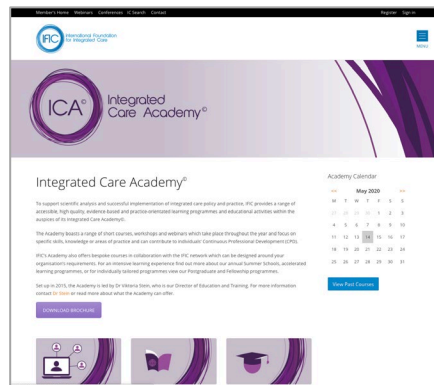 Member's Home Webinars Conferences IC Search Contact
Register Sign in
IFIC
International Foundation
for Integrated Care
MENU
ICA©
Integrated
Care Academy©
Integrated Care Academy©
To support scientific analysis and successful implementation of integrated care policy and practice, IFIC provides a range of
accessible, high quality, evidence-based and practice-orientated learning programmes and educational activities within the
auspices of its Integrated Care Academy©.
The Academy boasts a range of short courses, workshops and webinars which take place throughout the year and focus on
specific skills, knowledge or areas of practice and can contribute to individuals' Continuous Professional Development (CPD).
IFIC's Academy also offers bespoke courses in collaboration with the IFIC network which can be designed around your
organisation's requirements. For an intensive learning experience find out more about our annual Summer Schools, accelerated
learning programmes, or for individually tailored programmes view our Postgraduate and Fellowship programmes.
Set up in 2015, the Academy is led by Dr Viktoria Stein, who is our Director of Education and Training. For more information
contact Dr Stein or read more about what the Academy can offer.
DOWNLOAD BROCHURE
Academy Calendar
<< May 2020 >>
M T W T F S S
27 28 29 30 1 2 3
4 5 6 7 8 9 10
11 12 13 14 15 16 17
18 19 20 21 22 23 24
25 26 27 28 29 30 31
View Past Courses